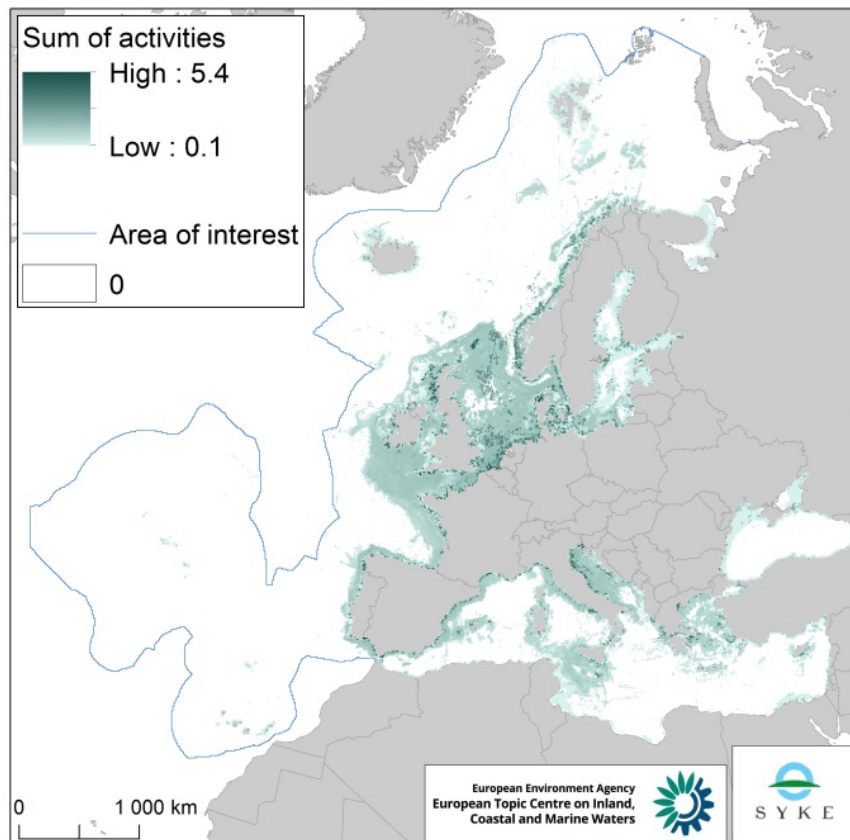 Sum of activities
High : 5.4
Low : 0.1
Area of interest
0
0 1 000 km
European Environment Agency
European Topic Centre on Inland,
Coastal and Marine Waters
SYKE